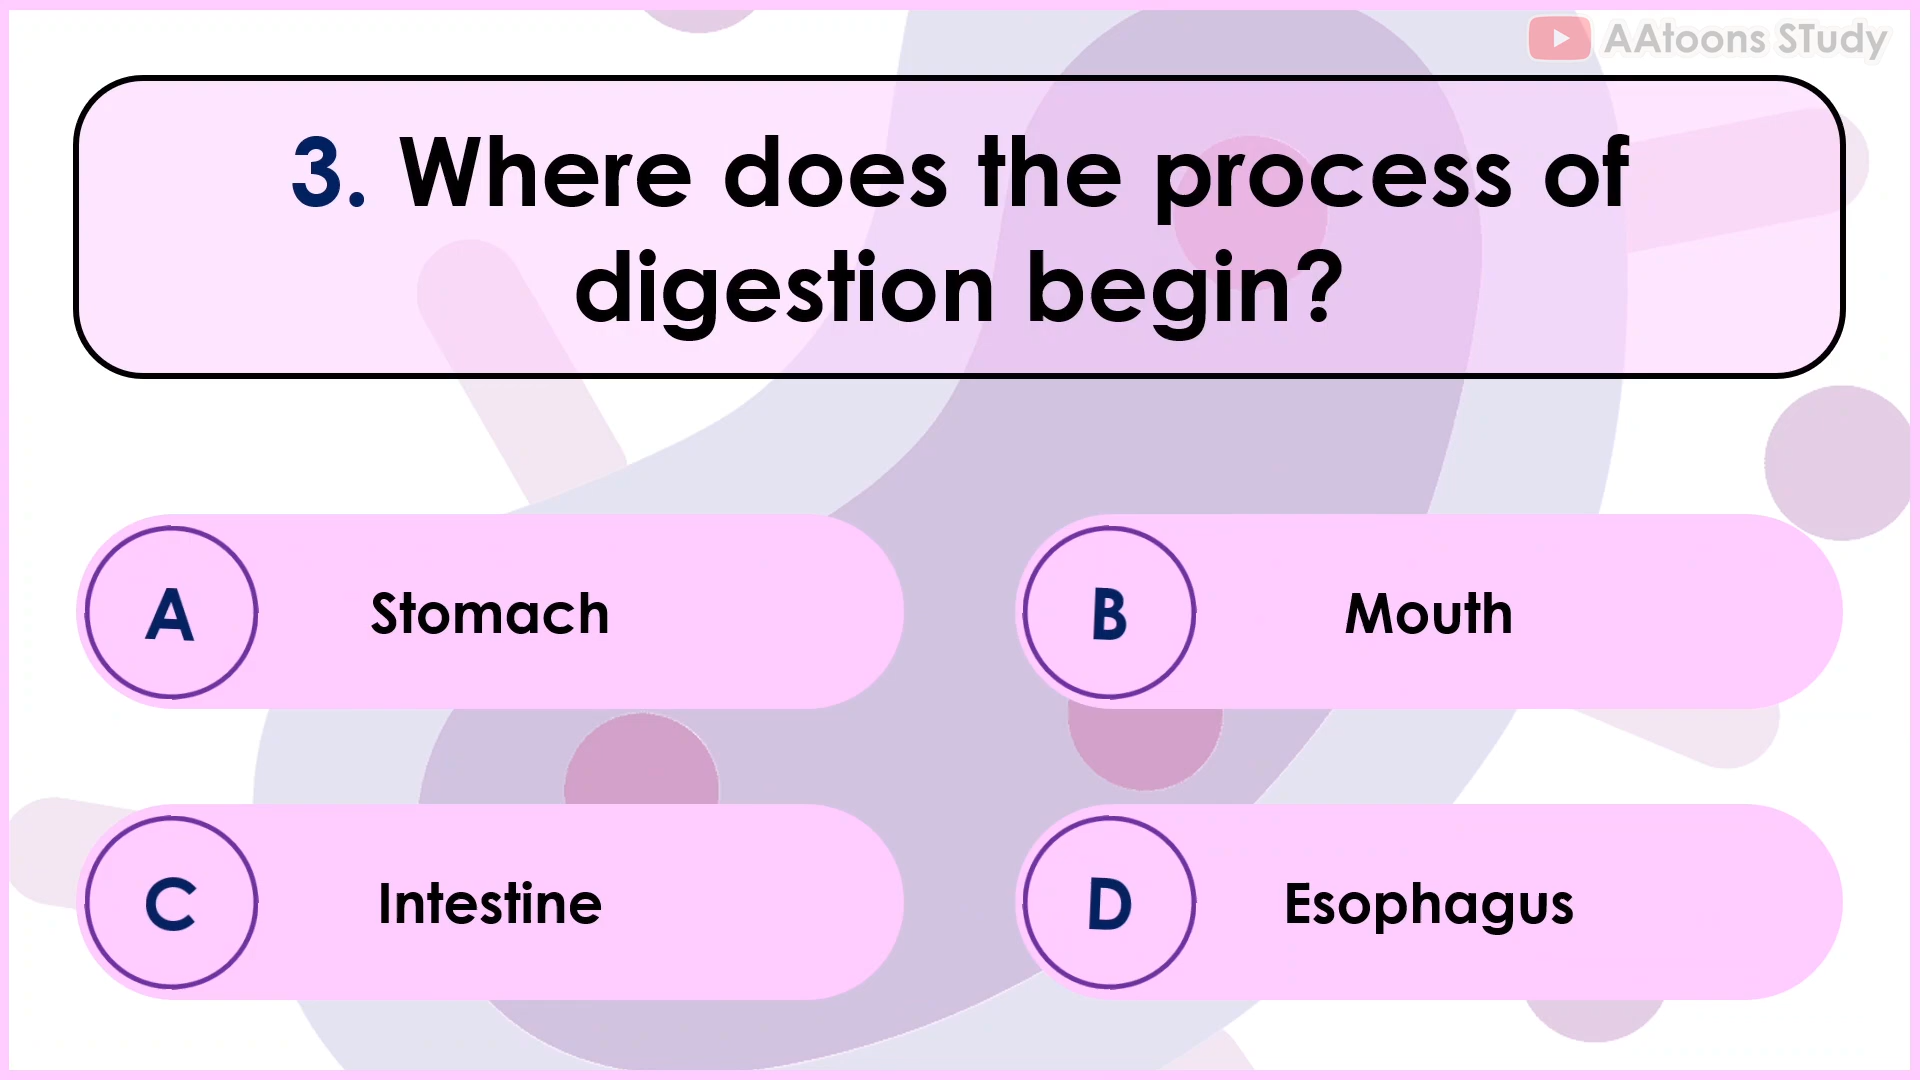 AAtoons STudy
3. Where does the process of
digestion begin?
A Stomach
B Mouth
C Intestine
D Esophagus